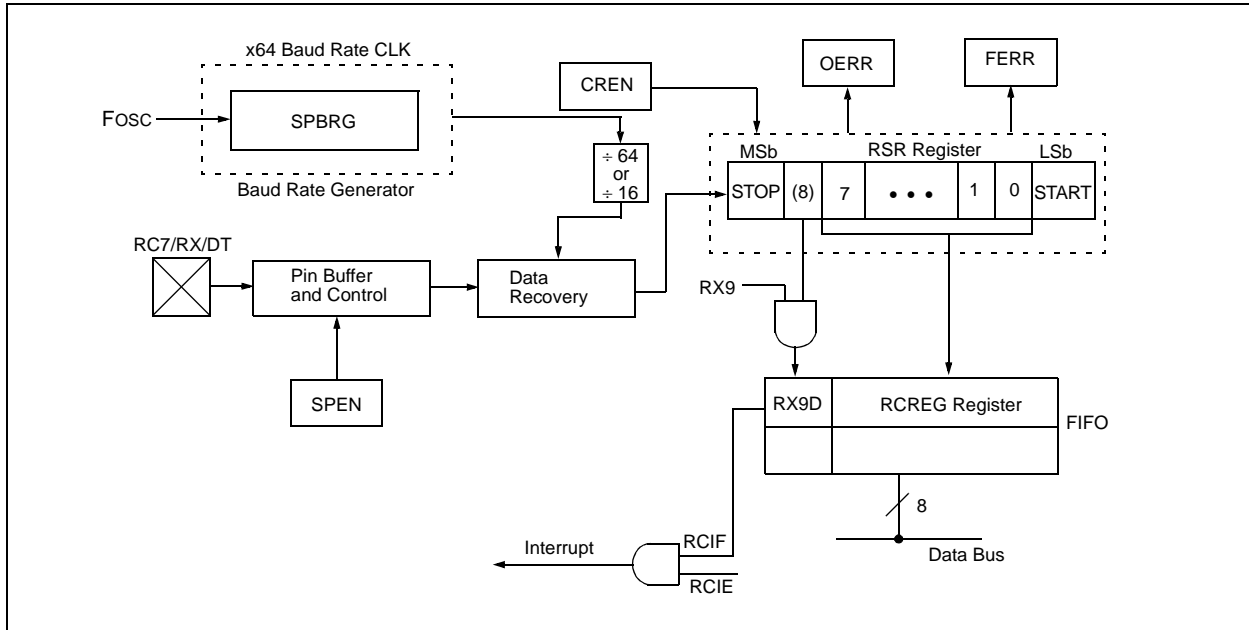 x64 Baud Rate CLK
FOSC
SPBRG
Baud Rate Generator
CREN
OERR
FERR
÷ 64
or
÷ 16
MSb
RSR Register
LSb
STOP (8) 7 • • • 1 0 START
RC7/RX/DT
Pin Buffer
and Control
Data
Recovery
SPEN
RX9
RX9D
RCREG Register
FIFO
8
Data Bus
Interrupt
RCIF
RCIE